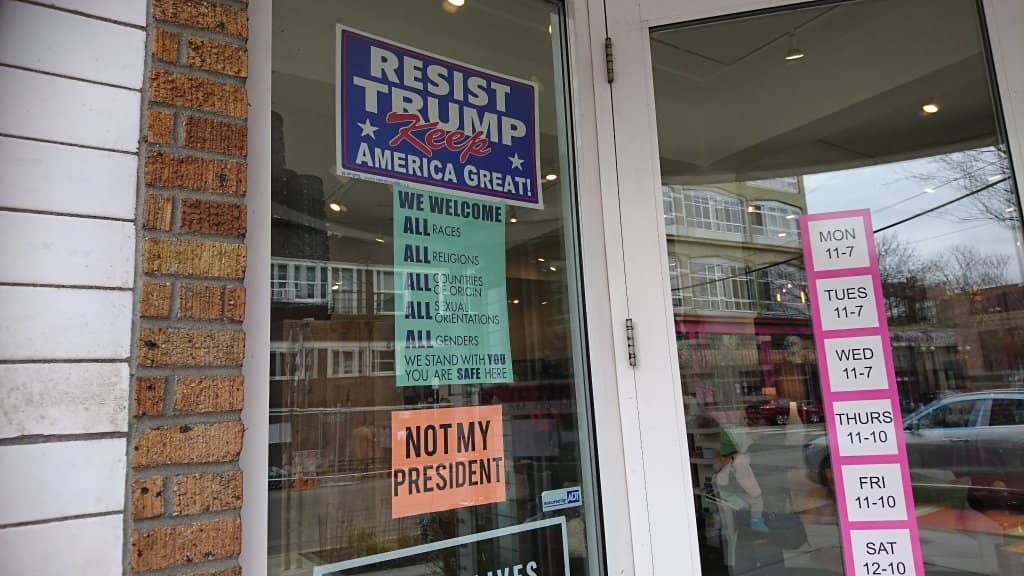 RESIST
TRUMP
Keep
AMERICA GREAT!
WE WELCOME
ALL RACES
ALL RELIGIONS
ALL COUNTRIES OF ORIGIN
ALL SEXUAL ORIENTATIONS
ALL GENDERS
WE STAND WITH YOU
YOU ARE SAFE HERE
NOT MY
PRESIDENT
ADT
MON
11-7
TUES
11-7
WED
11-7
THURS
11-10
FRI
11-10
SAT
12-10